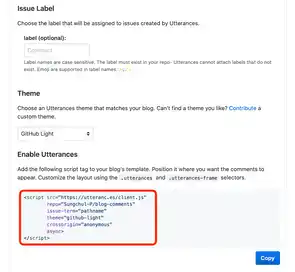 Issue Label
Choose the label that will be assigned to issues created by Utterances.
label (optional):
Comment
Label names are case sensitive. The label must exist in your repo- Utterances cannot attach labels that do
not exist. Emoji are supported in label names.✨💬✨
Theme
Choose an Utterances theme that matches your blog. Can't find a theme you like? Contribute
a custom theme.
GitHub Light
Enable Utterances
Add the following script tag to your blog's template. Position it where you want the comments to
appear. Customize the layout using the .utterances and .utterances-frame selectors.
<script src="https://utteranc.es/client.js"
repo="Sungchul-P/blog-comments"
issue-term="pathname"
theme="github-light"
crossorigin="anonymous"
async>
</script>
Copy